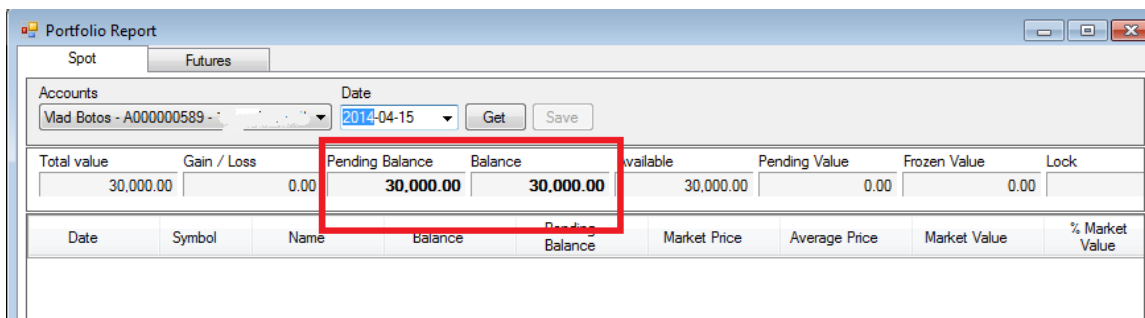 Portfolio Report
Spot Futures
Accounts Date
Vlad Botos - A000000589 - 2014-04-15 Get Save
Total value Gain / Loss Pending Balance Balance Available Pending Value Frozen Value Lock
30,000.00 0.00 30,000.00 30,000.00 30,000.00 0.00 0.00
Date Symbol Name Balance Pending Balance Market Price Average Price Market Value % Market Value